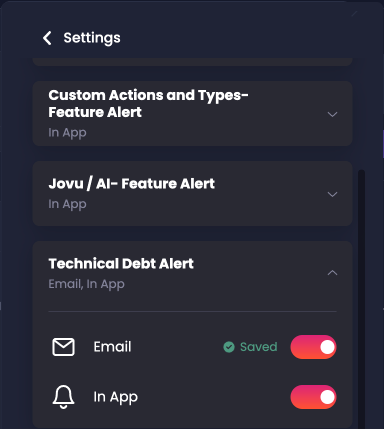 Settings
Custom Actions and Types-
Feature Alert
In App
Jovu / AI- Feature Alert
In App
Technical Debt Alert
Email, In App
Email Saved
In App